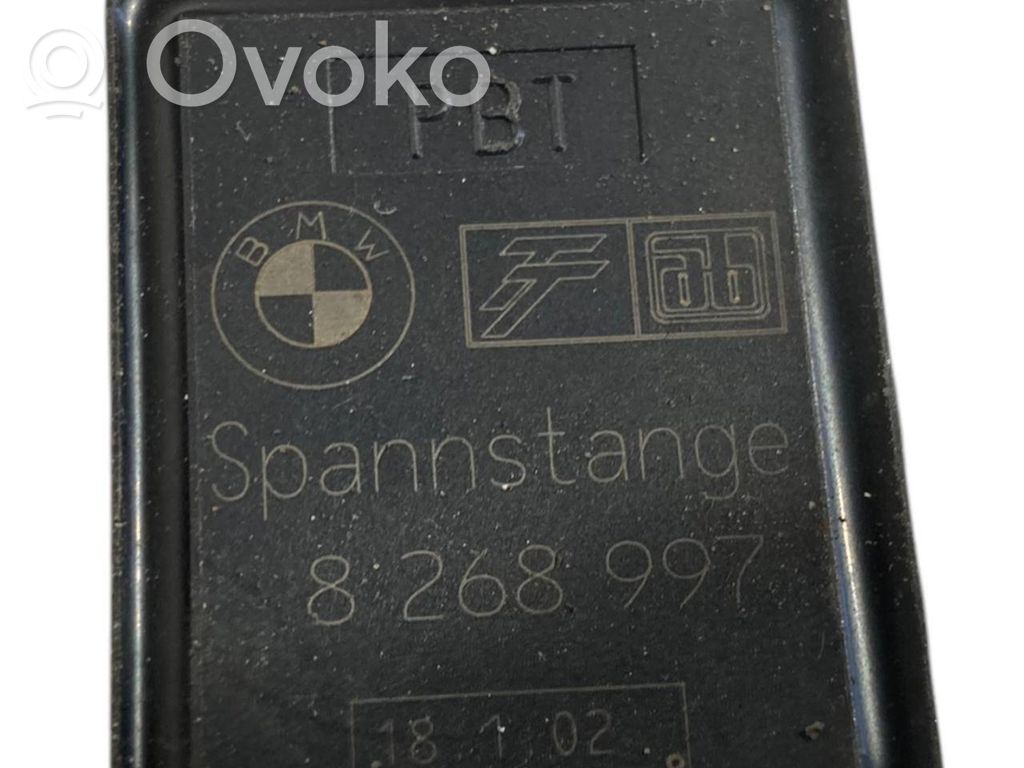 Ovoko
PBT
BMW
Spannstange
8 268 997
18 1 02